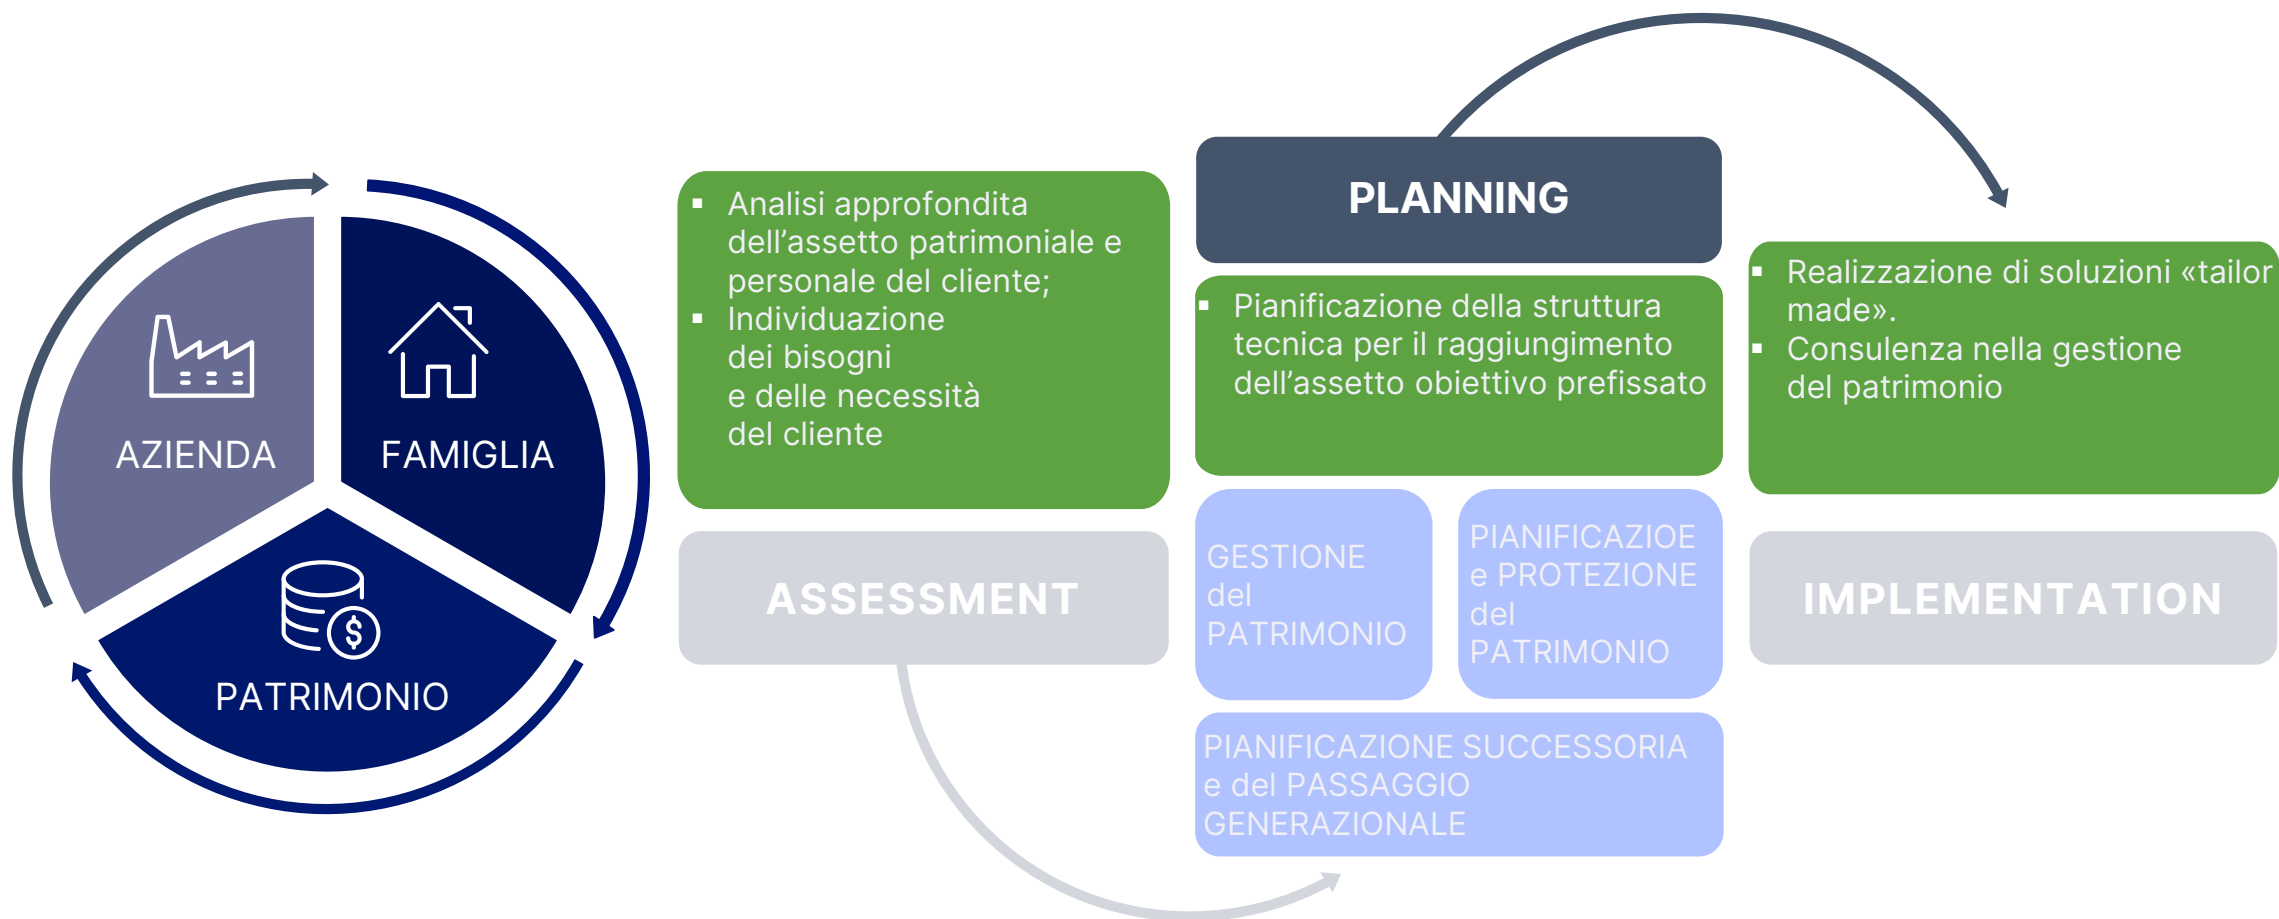 AZIENDA
FAMIGLIA
PATRIMONIO
$
▪ Analisi approfondita
dell’assetto patrimoniale e
personale del cliente;
▪ Individuazione
dei bisogni
e delle necessità
del cliente
ASSESSMENT
PLANNING
▪ Pianificazione della struttura
tecnica per il raggiungimento
dell’assetto obiettivo prefissato
GESTIONE
del
PATRIMONIO
PIANIFICAZIOE
e PROTEZIONE
del
PATRIMONIO
PIANIFICAZIONE SUCCESSORIA
e del PASSAGGIO
GENERAZIONALE
▪ Realizzazione di soluzioni «tailor
made».
▪ Consulenza nella gestione
del patrimonio
IMPLEMENTATION